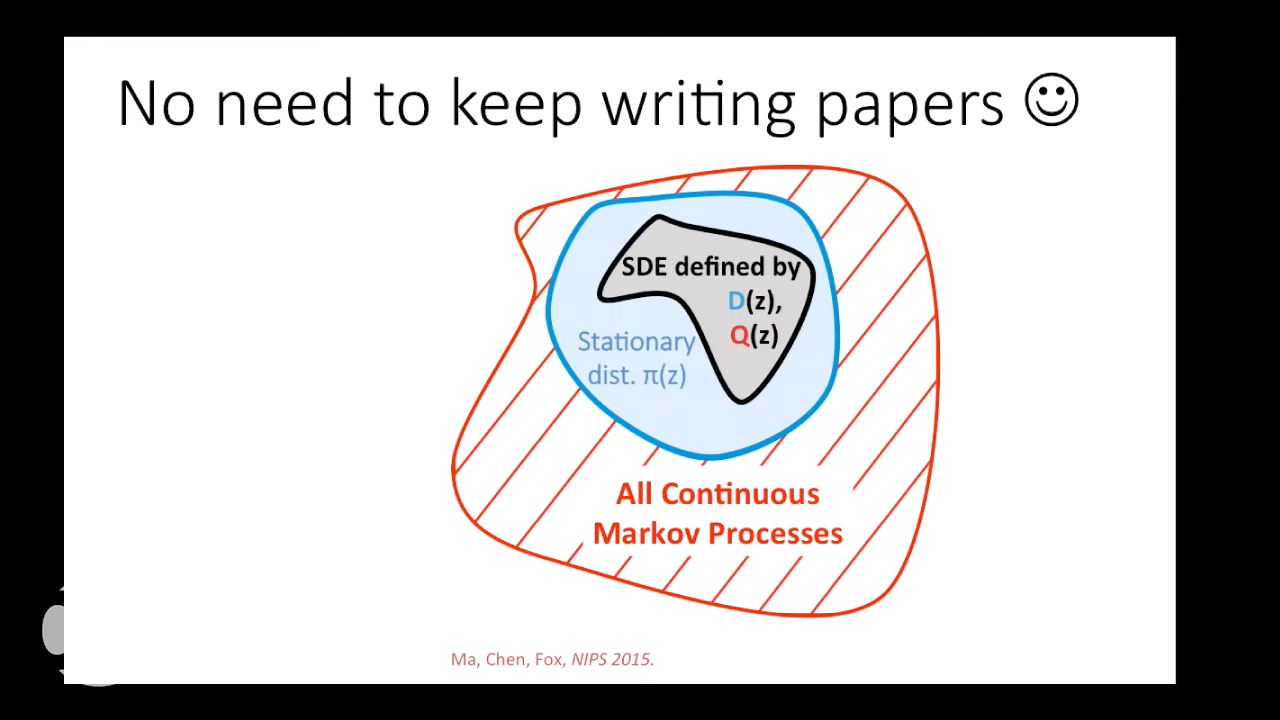 No need to keep writing papers ☺
SDE defined by
D(z),
Q(z)
Stationary
dist. π(z)
All Continuous
Markov Processes
Ma, Chen, Fox, NIPS 2015.